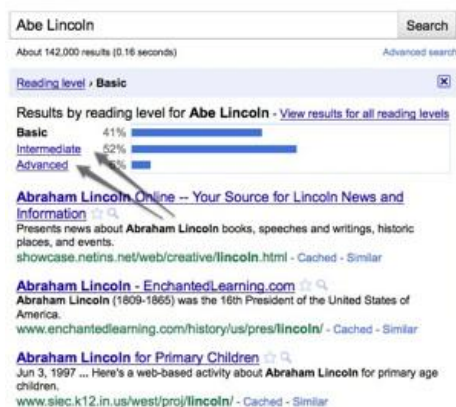 Abe Lincoln Search
About 142,000 results (0.16 seconds) Advanced search
Reading level › Basic
Results by reading level for Abe Lincoln - View results for all reading levels
Basic 41%
Intermediate 52%
Advanced
Abraham Lincoln Online -- Your Source for Lincoln News and
Information
Presents news about Abraham Lincoln books, speeches and writings, historic
places, and events.
showcase.netins.net/web/creative/lincoln.html - Cached - Similar
Abraham Lincoln - EnchantedLearning.com
Abraham Lincoln (1809-1865) was the 16th President of the United States of
America.
www.enchantedlearning.com/history/us/pres/lincoln/ - Cached - Similar
Abraham Lincoln for Primary Children
Jun 3, 1997 ... Here's a web-based activity about Abraham Lincoln for primary age
children.
www.siec.k12.in.us/west/proj/lincoln/ - Cached - Similar